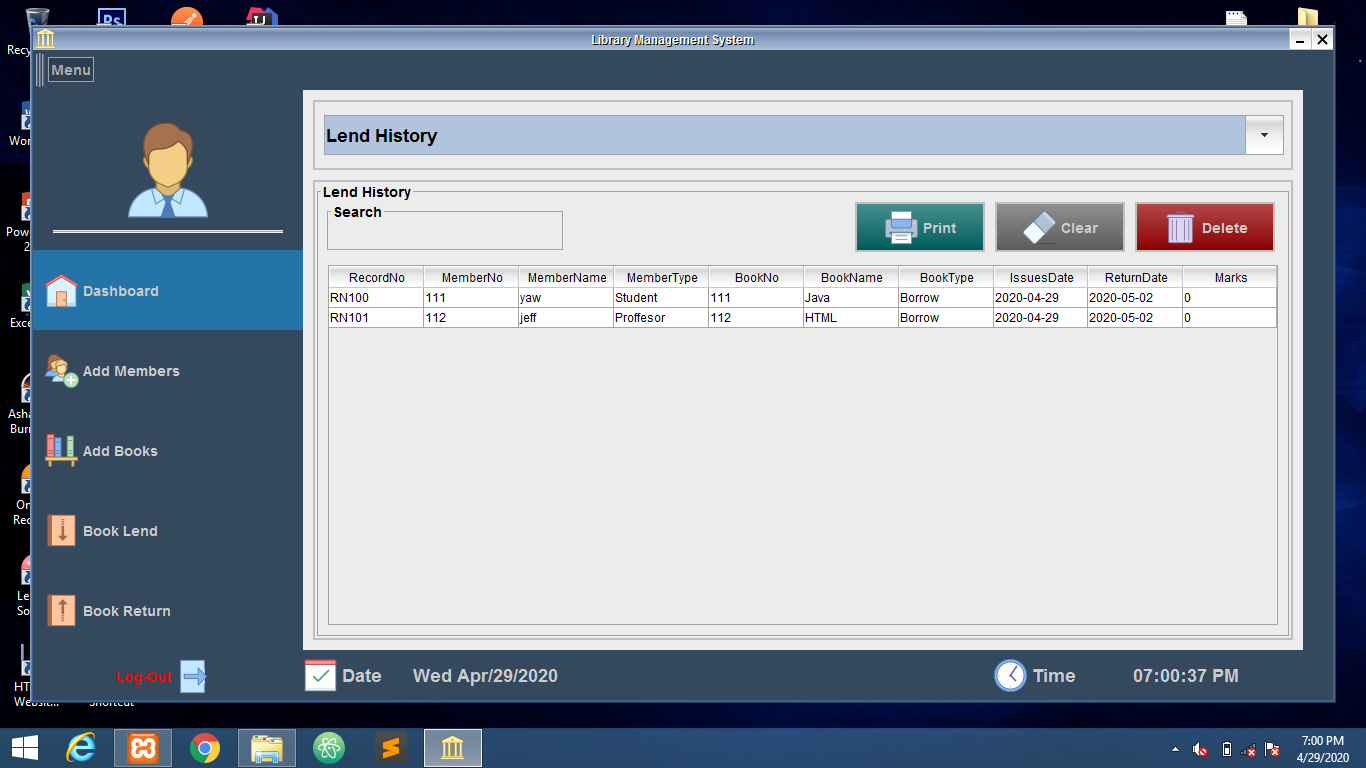 Ps
IJ
Library Management System
Recy
Menu
Lend History
Wor
Lend History
Search
Print
Clear
Delete
Pow
2
RecordNo MemberNo MemberName MemberType BookNo BookName BookType IssuesDate ReturnDate Marks
RN100 111 yaw Student 111 Java Borrow 2020-04-29 2020-05-02 0
RN101 112 jeff Proffesor 112 HTML Borrow 2020-04-29 2020-05-02 0
Dashboard
Exce
Add Members
Asha
Bur
Add Books
On
Rec
Book Lend
Le
So
Book Return
Log-Out
Date Wed Apr/29/2020
Time 07:00:37 PM
HT
Websit...
Shortcut
7:00 PM
4/29/2020